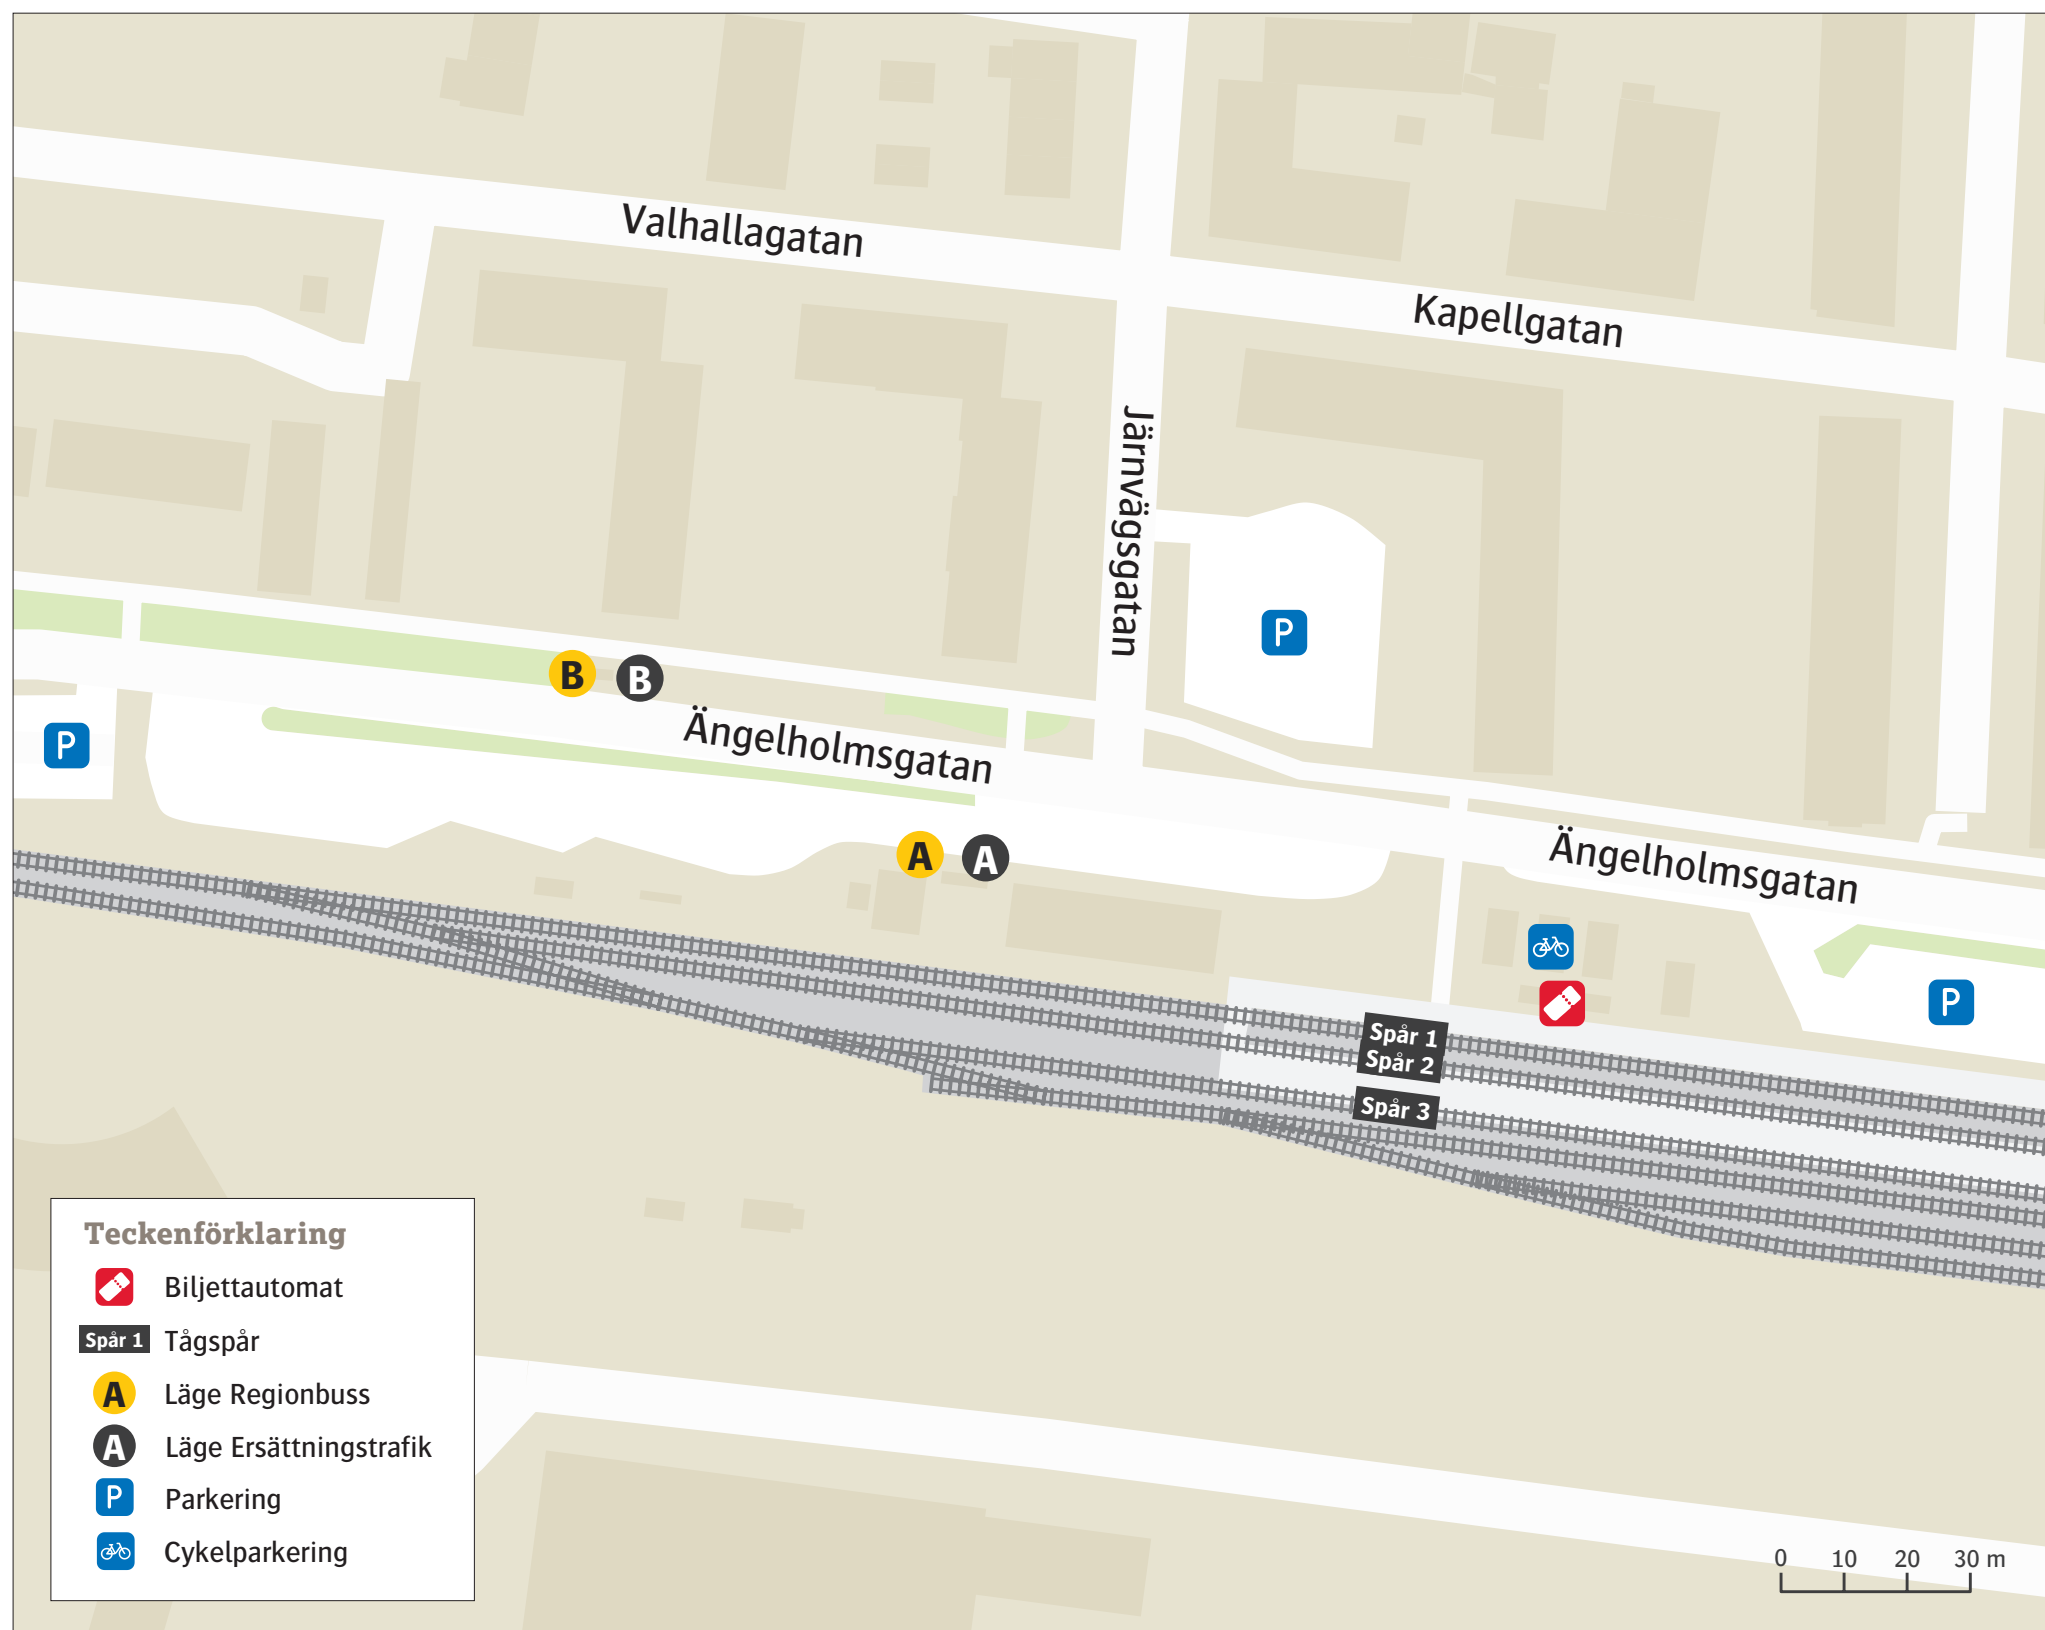 Valhallagatan
Kapellgatan
Järnvägsgatan
P
B
B
Ängelholmsgatan
P
A
A
Ängelholmsgatan
P
Spår 1
Spår 2
Spår 3
Teckenförklaring
Biljettautomat
Spår 1 Tågspår
A Läge Regionbuss
A Läge Ersättningstrafik
P Parkering
Cykelparkering
0 10 20 30 m